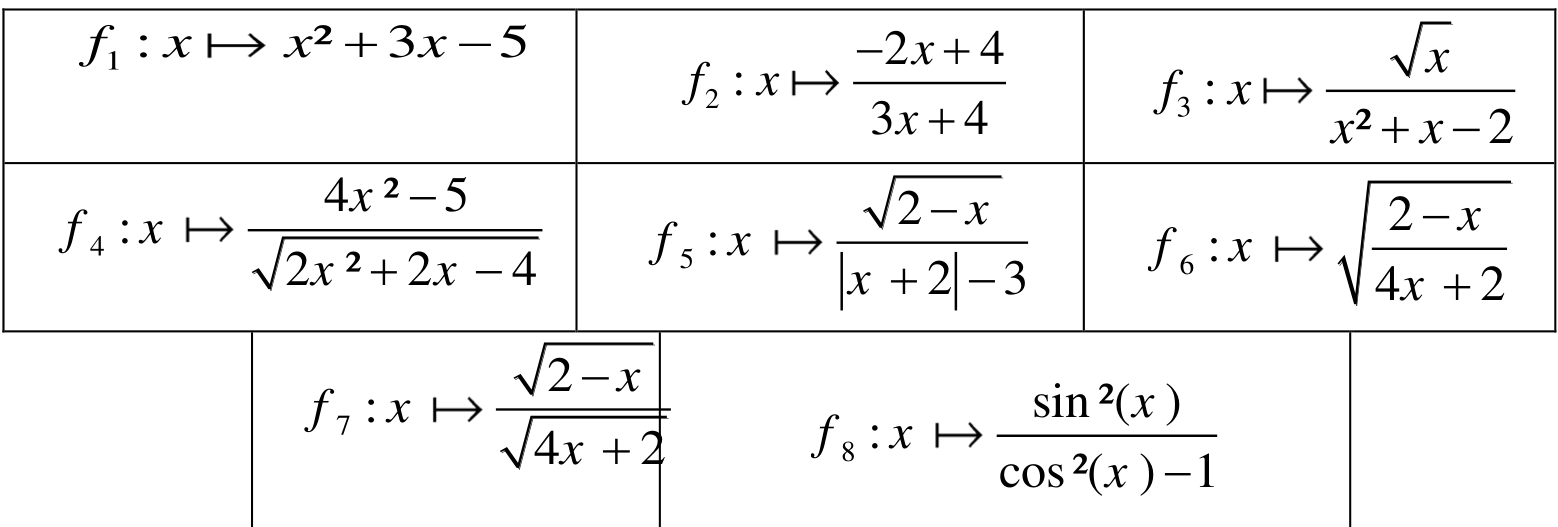 f₁ : x ⟼ x² + 3x − 5
f₂ : x ⟼ (−2x + 4)/(3x + 4)
f₃ : x ⟼ √x/(x² + x − 2)
f₄ : x ⟼ (4x² − 5)/√(2x² + 2x − 4)
f₅ : x ⟼ √(2 − x)/(|x + 2| − 3)
f₆ : x ⟼ √((2 − x)/(4x + 2))
f₇ : x ⟼ √(2 − x)/√(4x + 2)
f₈ : x ⟼ sin²(x)/(cos²(x) − 1)